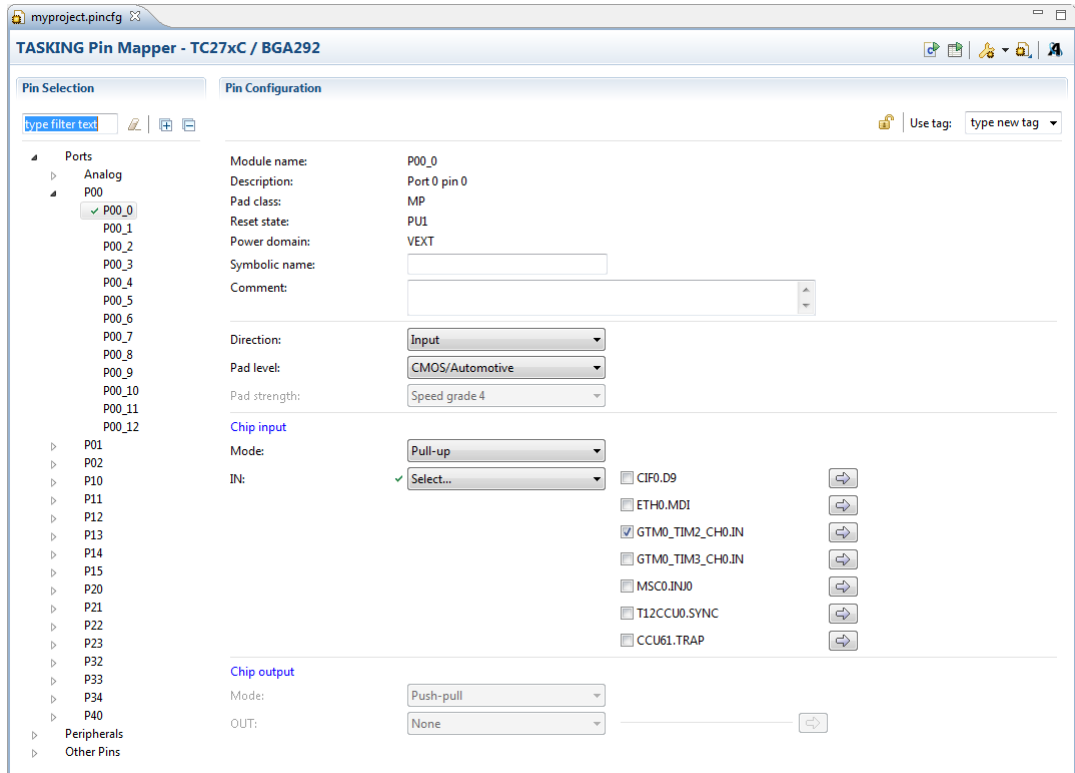 myproject.pincfg
TASKING Pin Mapper - TC27xC / BGA292
Pin Selection
Pin Configuration
type filter text
Use tag: type new tag
Ports
Analog
P00
P00_0
P00_1
P00_2
P00_3
P00_4
P00_5
P00_6
P00_7
P00_8
P00_9
P00_10
P00_11
P00_12
P01
P02
P10
P11
P12
P13
P14
P15
P20
P21
P22
P23
P32
P33
P34
P40
Peripherals
Other Pins
Module name: P00_0
Description: Port 0 pin 0
Pad class: MP
Reset state: PU1
Power domain: VEXT
Symbolic name:
Comment:
Direction: Input
Pad level: CMOS/Automotive
Pad strength: Speed grade 4
Chip input
Mode: Pull-up
IN: Select... CIF0.D9
ETH0.MDI
GTM0_TIM2_CH0.IN
GTM0_TIM3_CH0.IN
MSC0.INJ0
T12CCU0.SYNC
CCU61.TRAP
Chip output
Mode: Push-pull
OUT: None